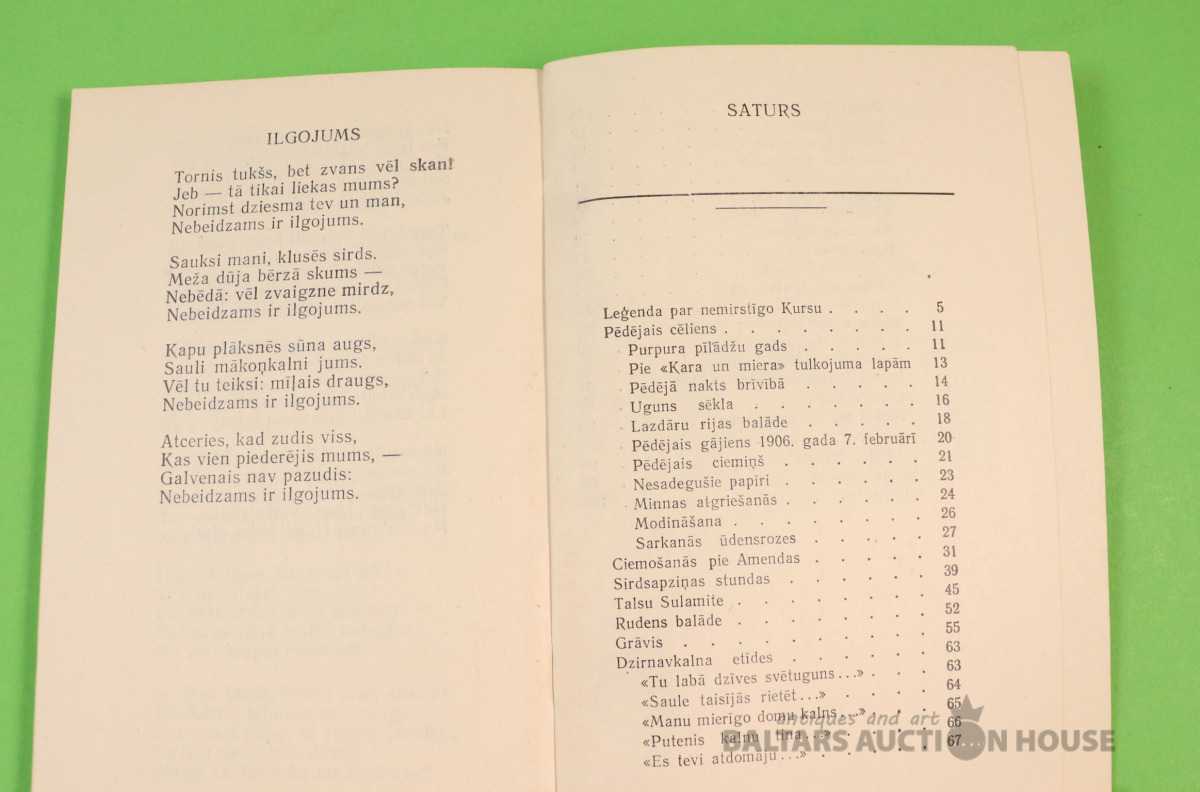 ILGOJUMS
Tornis tukšs, bet zvans vēl skan!
Jeb — tā tikai liekas mums?
Norimst dziesma tev un man,
Nebeidzams ir ilgojums.
Sauksi mani, klusēs sirds.
Meža dūja bērzā skums —
Nebēdā: vēl zvaigzne mirdz,
Nebeidzams ir ilgojums.
Kapu plāksnēs sūna augs,
Sauli mākoņkalni jums.
Vēl tu teiksi: mīļais draugs,
Nebeidzams ir ilgojums.
Atceries, kad zudis viss,
Kas vien piederējis mums, —
Galvenais nav pazudis:
Nebeidzams ir ilgojums.
SATURS
Leģenda par nemirstīgo Kursu . . . . 5
Pēdējais cēliens . . . . . . . . 11
Purpura pīlādžu gads . . . . . 11
Pie «Kara un miera» tulkojuma lapām 13
Pēdējā nakts brīvībā . . . . . 14
Uguns sēkla . . . . . . . 16
Lazdāru rijas balāde . . . . . 18
Pēdējais gājiens 1906. gada 7. februārī 20
Pēdējais ciemiņš . . . . . . 21
Nesadegušie papīri . . . . . . 23
Minnas atgriešanās . . . . . . 24
Modināšana . . . . . . . . 26
Sarkanās ūdensrozes . . . . . 27
Ciemošanās pie Amendas . . . . . 31
Sirdsapziņas stundas . . . . . . 39
Talsu Sulamite . . . . . . . . 45
Rudens balāde . . . . . . . . 52
Grāvis . . . . . . . . . . 55
Dzirnavkalna etīdes . . . . . . 63
«Tu labā dzīves svētuguns...» . . . 63
«Saule taisījās rietēt...» . . . . 64
«Manu mierīgo domu kalns...» . . . 65
«Putenis kalnu tina...» . . . . 66
«Es tevi atdomāju...» . . . . . 67
antiques and art
BALTARS AUCTION HOUSE